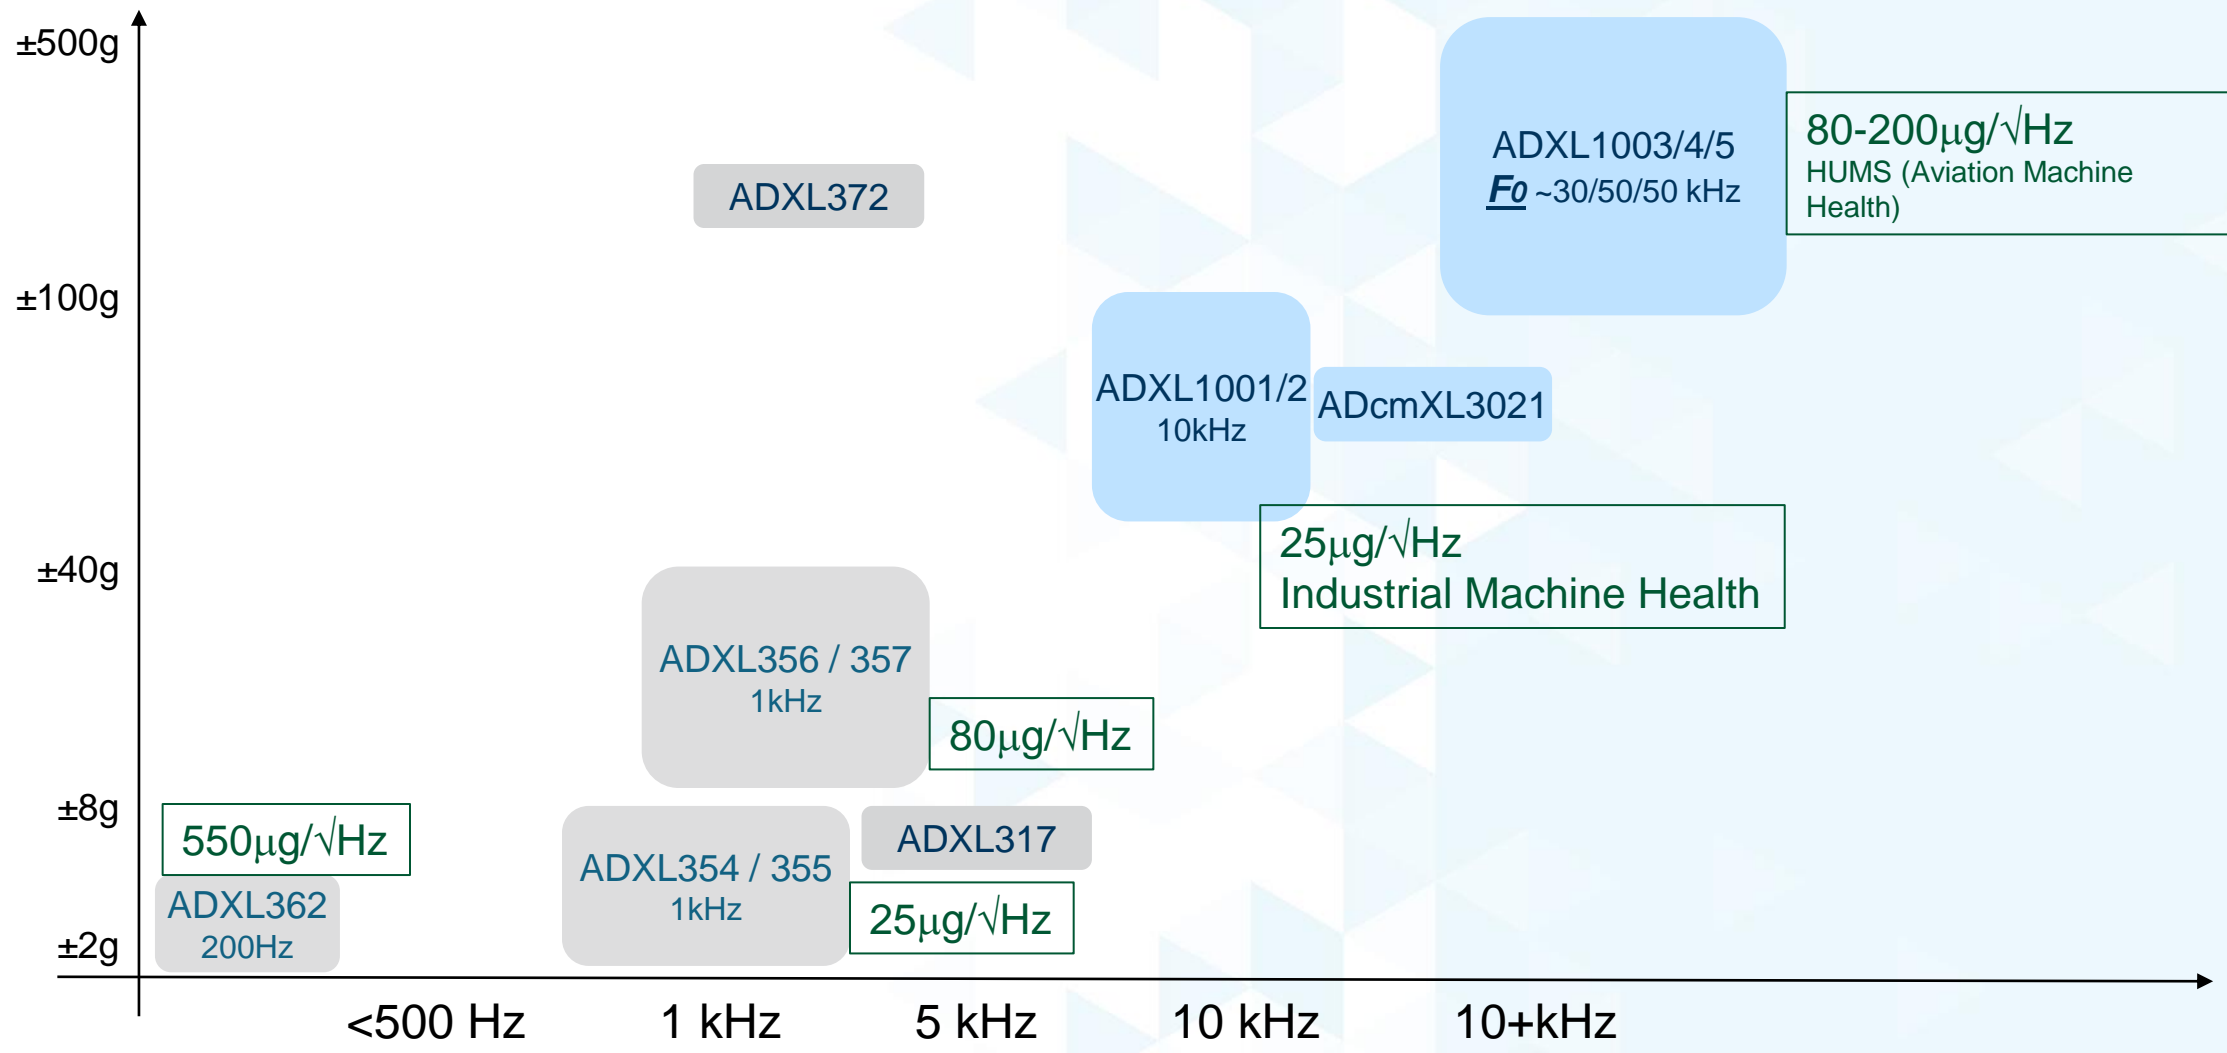 ±500g
±100g
±40g
±8g
±2g
ADXL372
ADXL1003/4/5
F0 ~30/50/50 kHz
80-200µg/√Hz
HUMS (Aviation Machine
Health)
ADXL1001/2
10kHz
ADcmXL3021
25µg/√Hz
Industrial Machine Health
ADXL356 / 357
1kHz
80µg/√Hz
550µg/√Hz
ADXL362
200Hz
ADXL354 / 355
1kHz
ADXL317
25µg/√Hz
<500 Hz
1 kHz
5 kHz
10 kHz
10+kHz